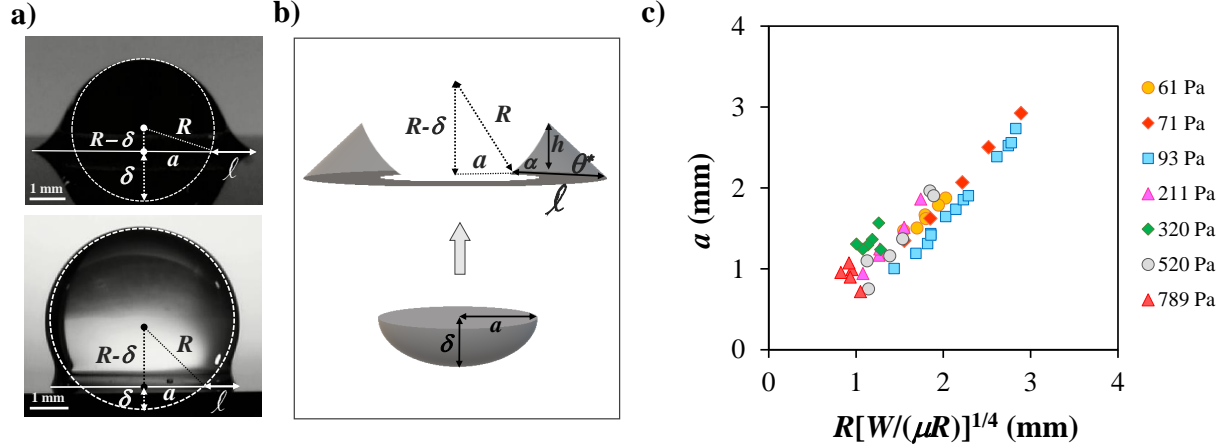 a)
R
R−δ
a
ℓ
δ
1 mm
R
R-δ
a
ℓ
δ
1 mm
b)
R
R-δ
h
a
α
θ*
ℓ
a
δ
c)
a (mm)
4
3
2
1
0
0
1
2
3
4
R[W/(μR)]^{1/4} (mm)
61 Pa
71 Pa
93 Pa
211 Pa
320 Pa
520 Pa
789 Pa